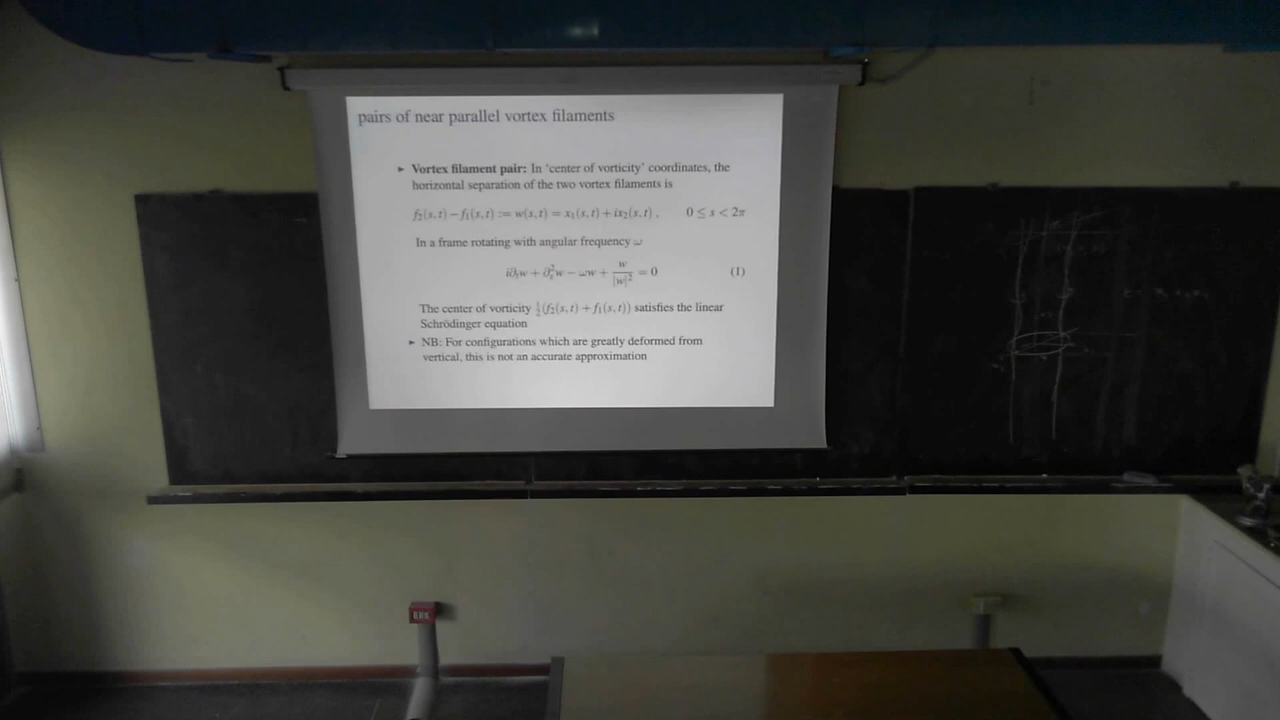 pairs of near parallel vortex filaments
▸ Vortex filament pair: In 'center of vorticity' coordinates, the
horizontal separation of the two vortex filaments is
f₂(s,t) − f₁(s,t) := w(s,t) = x₁(s,t) + ix₂(s,t) , 0 ≤ s < 2π
In a frame rotating with angular frequency ω
i∂ₜw + ∂ₛ²w − ωw + w/|w|² = 0 (1)
The center of vorticity ½(f₂(s,t) + f₁(s,t)) satisfies the linear
Schrödinger equation
▸ NB: For configurations which are greatly deformed from
vertical, this is not an accurate approximation